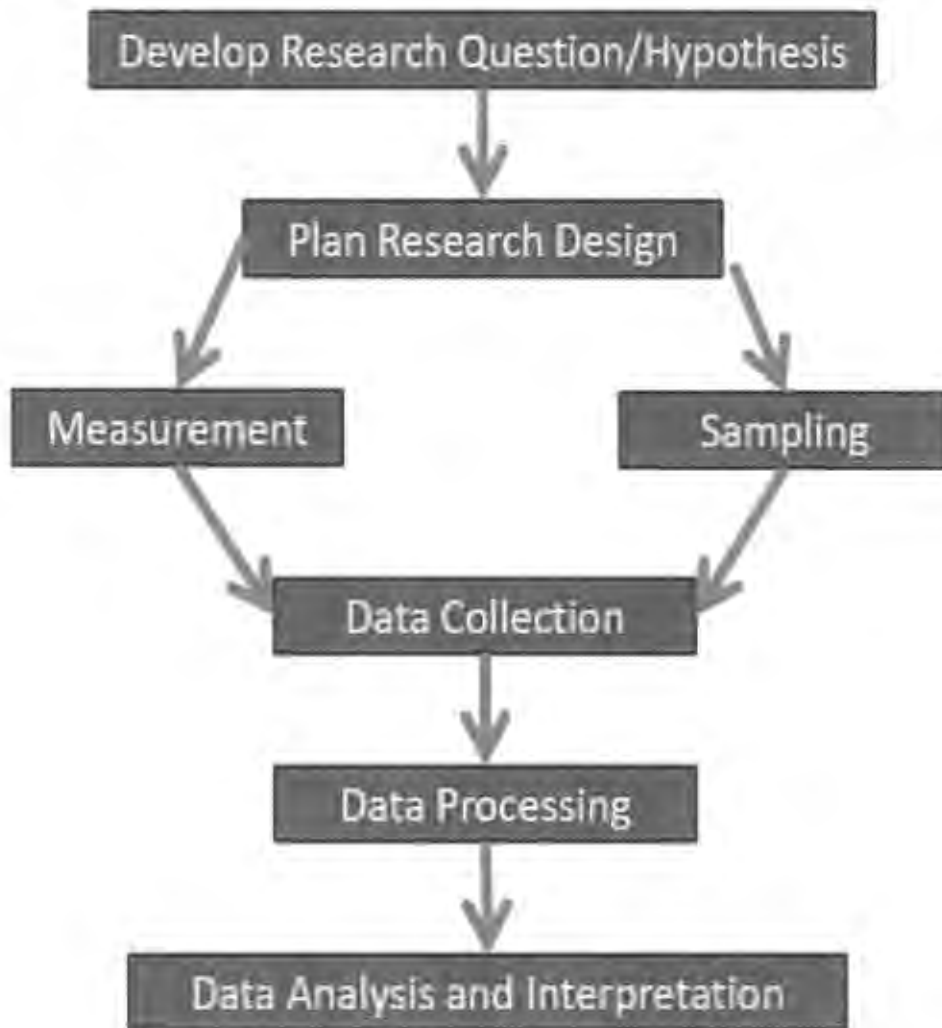 Develop Research Question/Hypothesis
Plan Research Design
Measurement
Sampling
Data Collection
Data Processing
Data Analysis and Interpretation